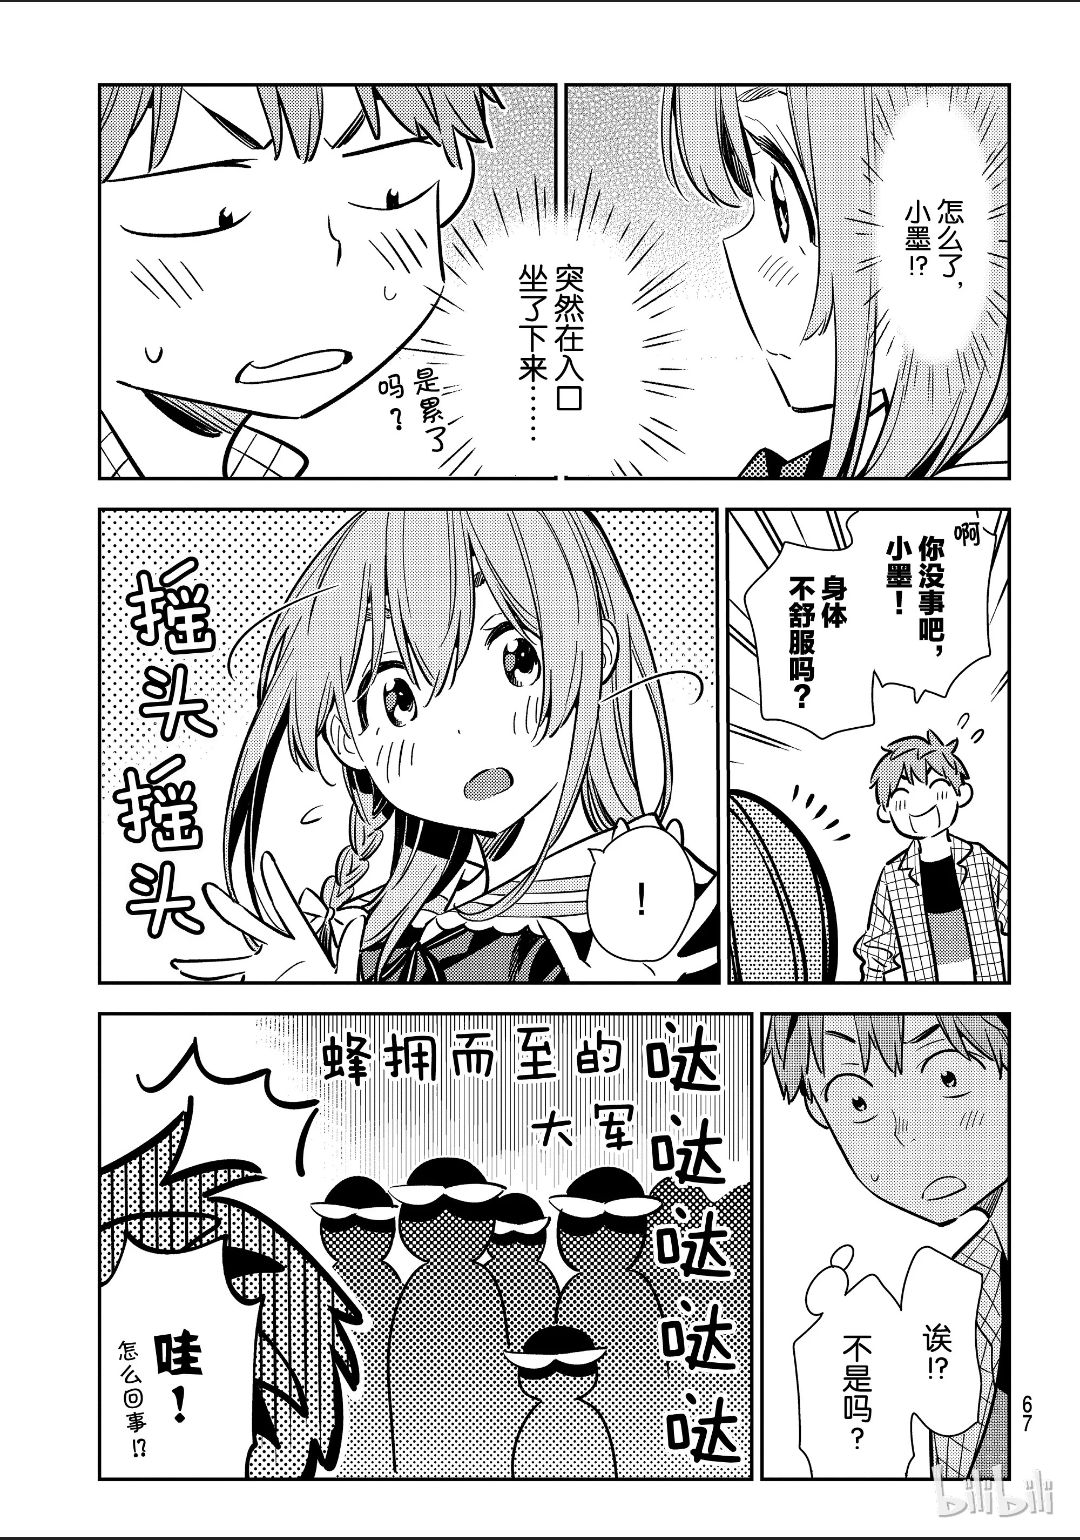 怎么了，
小墨!?
突然在入口
坐了下来……
是累了
吗？
啊
你没事吧，
小墨！
身体
不舒服吗？
！
摇头摇头
诶!?
不是吗？
哒哒哒哒哒
蜂拥而至的
大军
哇！
怎么回事!?
67
bilibili